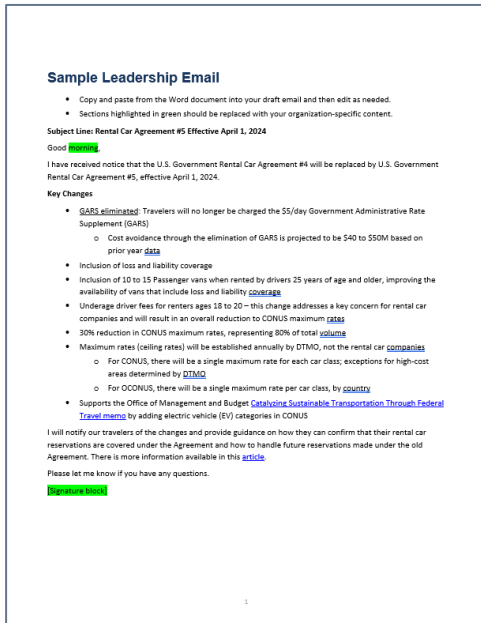 Sample Leadership Email
• Copy and paste from the Word document into your draft email and then edit as needed.
• Sections highlighted in green should be replaced with your organization-specific content.
Subject Line: Rental Car Agreement #5 Effective April 1, 2024
Good morning,
I have received notice that the U.S. Government Rental Car Agreement #4 will be replaced by U.S. Government
Rental Car Agreement #5, effective April 1, 2024.
Key Changes
• GARS eliminated: Travelers will no longer be charged the $5/day Government Administrative Rate
Supplement (GARS)
o Cost avoidance through the elimination of GARS is projected to be $40 to $50M based on
prior year data
• Inclusion of loss and liability coverage
• Inclusion of 10 to 15 Passenger vans when rented by drivers 25 years of age and older, improving the
availability of vans that include loss and liability coverage
• Underage driver fees for renters ages 18 to 20 – this change addresses a key concern for rental car
companies and will result in an overall reduction to CONUS maximum rates
• 30% reduction in CONUS maximum rates, representing 80% of total volume
• Maximum rates (ceiling rates) will be established annually by DTMO, not the rental car companies
o For CONUS, there will be a single maximum rate for each car class; exceptions for high-cost
areas determined by DTMO
o For OCONUS, there will be a single maximum rate per car class, by country
• Supports the Office of Management and Budget Catalyzing Sustainable Transportation Through Federal
Travel memo by adding electric vehicle (EV) categories in CONUS
I will notify our travelers of the changes and provide guidance on how they can confirm that their rental car
reservations are covered under the Agreement and how to handle future reservations made under the old
Agreement. There is more information available in this article.
Please let me know if you have any questions.
[Signature block]
1